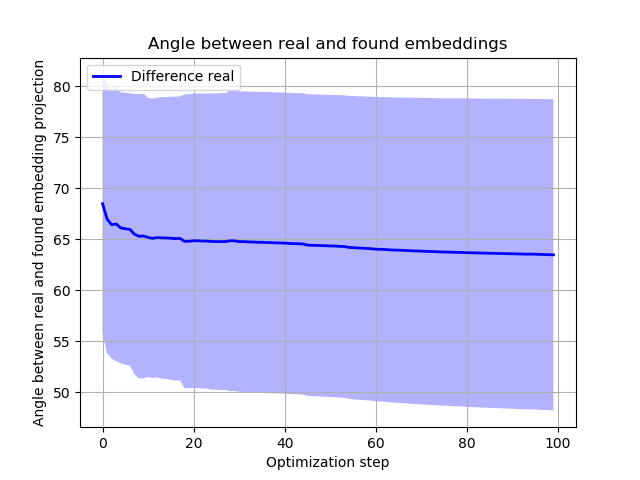 Angle between real and found embeddings
Difference real
Angle between real and found embedding projection
80
75
70
65
60
55
50
0 20 40 60 80 100
Optimization step